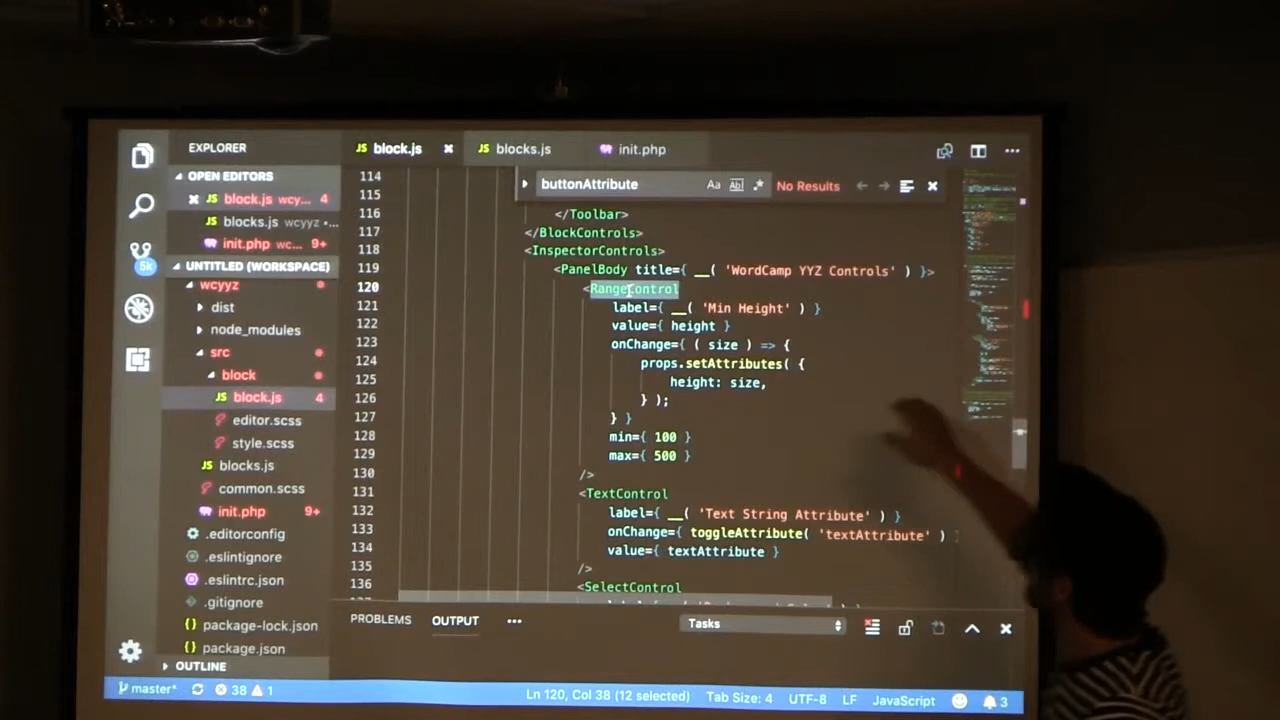 EXPLORER
OPEN EDITORS
block.js wcy... 4
blocks.js wcyyz •...
init.php wc... 9+
UNTITLED (WORKSPACE)
wcyyz
dist
node_modules
src
block
block.js 4
editor.scss
style.scss
blocks.js
common.scss
init.php 9+
.editorconfig
.eslintignore
.eslintrc.json
.gitignore
package-lock.json
package.json
OUTLINE
5k
JS block.js JS blocks.js init.php
buttonAttribute Aa Abl .* No Results
114
115
116 </Toolbar>
117 </BlockControls>
118 <InspectorControls>
119 <PanelBody title={ __( 'WordCamp YYZ Controls' ) }>
120 <RangeControl
121 label={ __( 'Min Height' ) }
122 value={ height }
123 onChange={ ( size ) => {
124 props.setAttributes( {
125 height: size,
126 } );
127 } }
128 min={ 100 }
129 max={ 500 }
130 />
131 <TextControl
132 label={ __( 'Text String Attribute' ) }
133 onChange={ toggleAttribute( 'textAttribute' )
134 value={ textAttribute }
135 />
136 <SelectControl
PROBLEMS OUTPUT ••• Tasks
master* 38 1 Ln 120, Col 38 (12 selected) Tab Size: 4 UTF-8 LF JavaScript 3